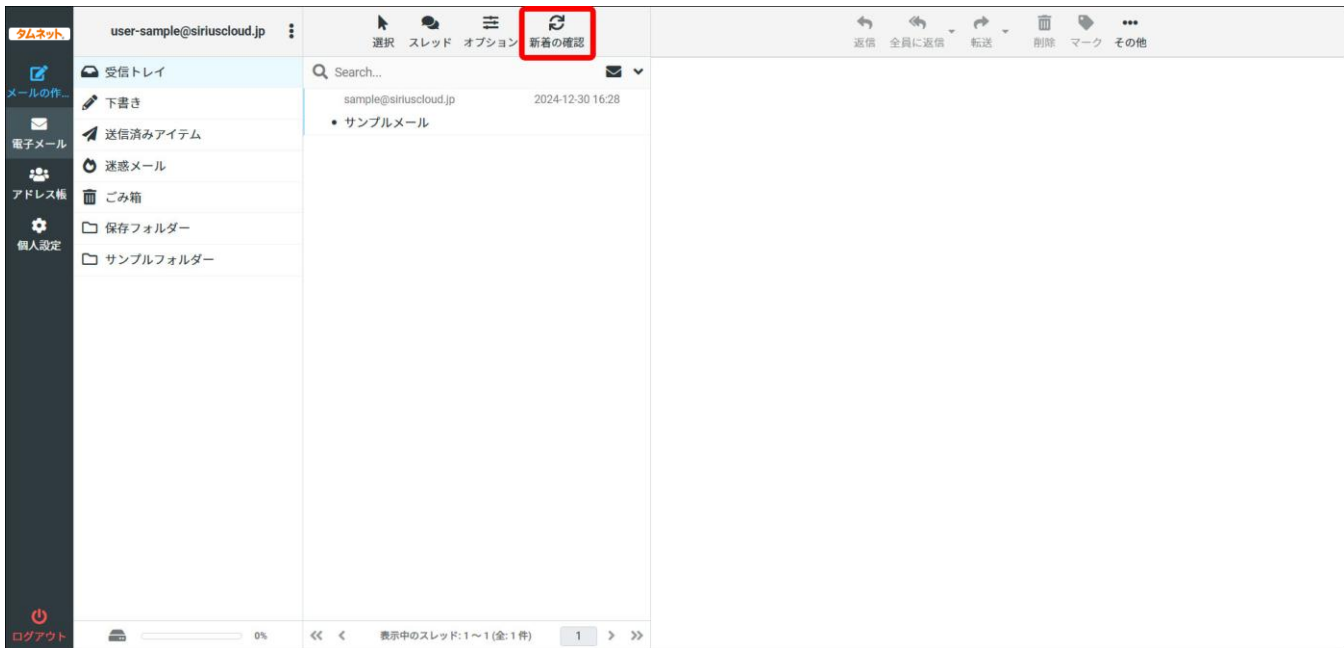 タムネット
メールの作...
電子メール
アドレス帳
個人設定
ログアウト
user-sample@siriuscloud.jp
受信トレイ
下書き
送信済みアイテム
迷惑メール
ごみ箱
保存フォルダー
サンプルフォルダー
0%
選択 スレッド オプション 新着の確認
Search...
sample@siriuscloud.jp 2024-12-30 16:28
• サンプルメール
表示中のスレッド: 1 ~ 1 (全: 1 件) 1
返信 全員に返信 転送 削除 マーク その他